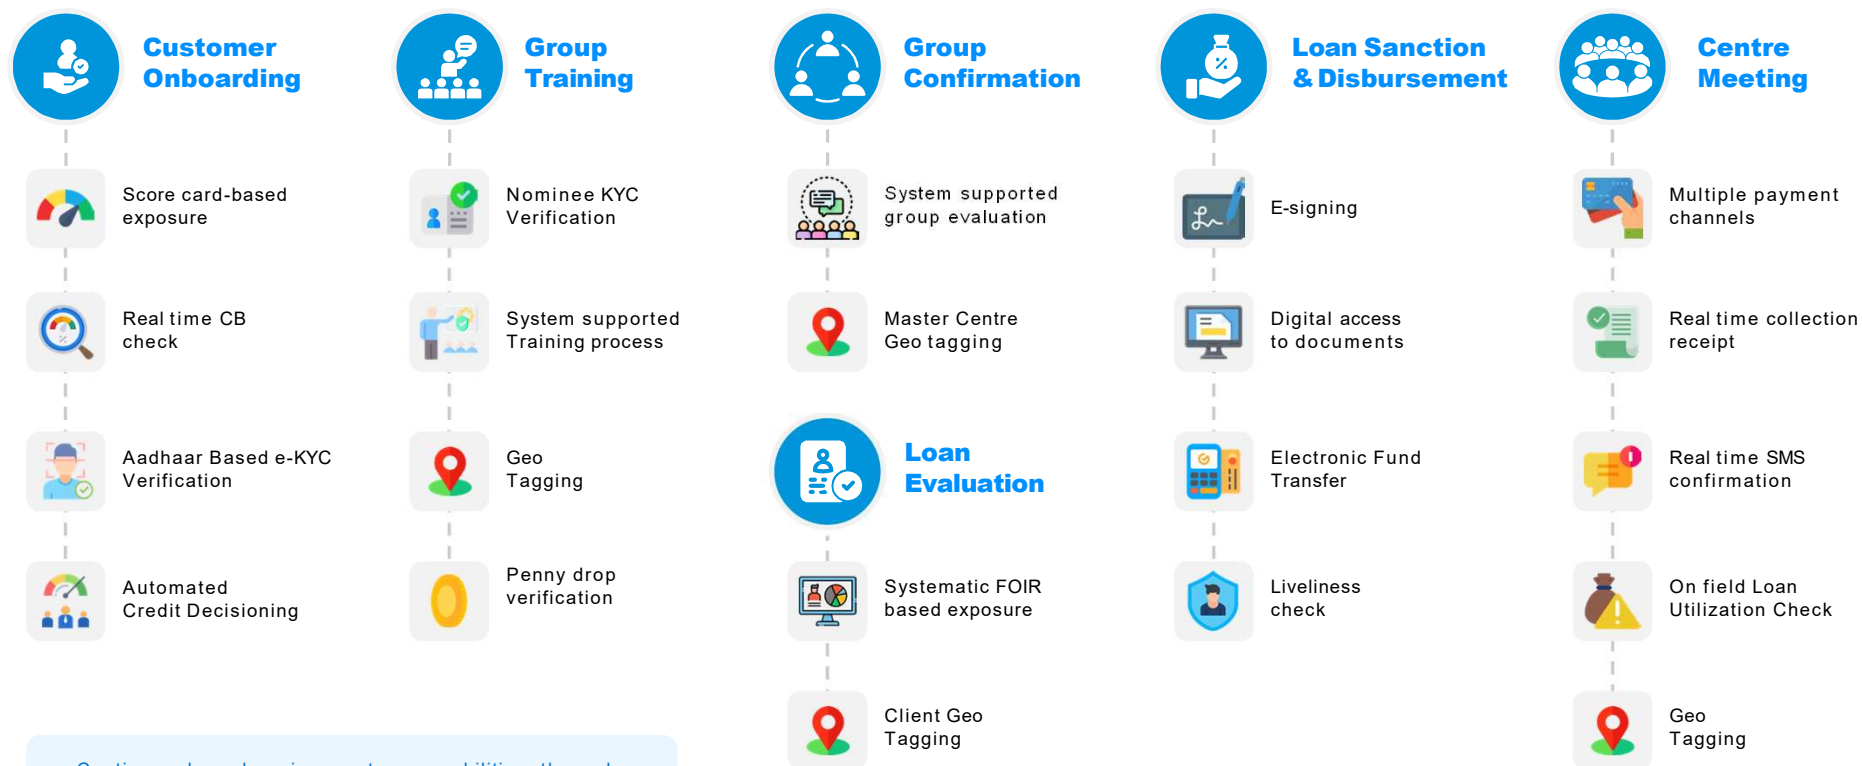 Customer
Onboarding
Score card-based
exposure
Real time CB
check
Aadhaar Based e-KYC
Verification
Automated
Credit Decisioning
Group
Training
Nominee KYC
Verification
System supported
Training process
Geo
Tagging
Penny drop
verification
Group
Confirmation
System supported
group evaluation
Master Centre
Geo tagging
Loan
Evaluation
Systematic FOIR
based exposure
Client Geo
Tagging
Loan Sanction
& Disbursement
E-signing
Digital access
to documents
Electronic Fund
Transfer
Liveliness
check
Centre
Meeting
Multiple payment
channels
Real time collection
receipt
Real time SMS
confirmation
On field Loan
Utilization Check
Geo
Tagging